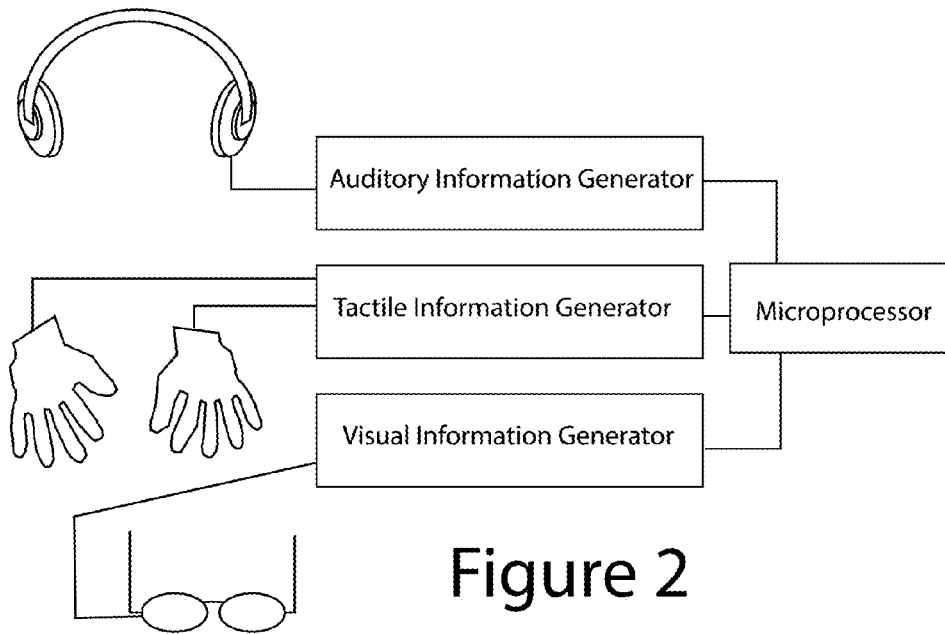 Auditory Information Generator
Tactile Information Generator
Microprocessor
Visual Information Generator
Figure 2